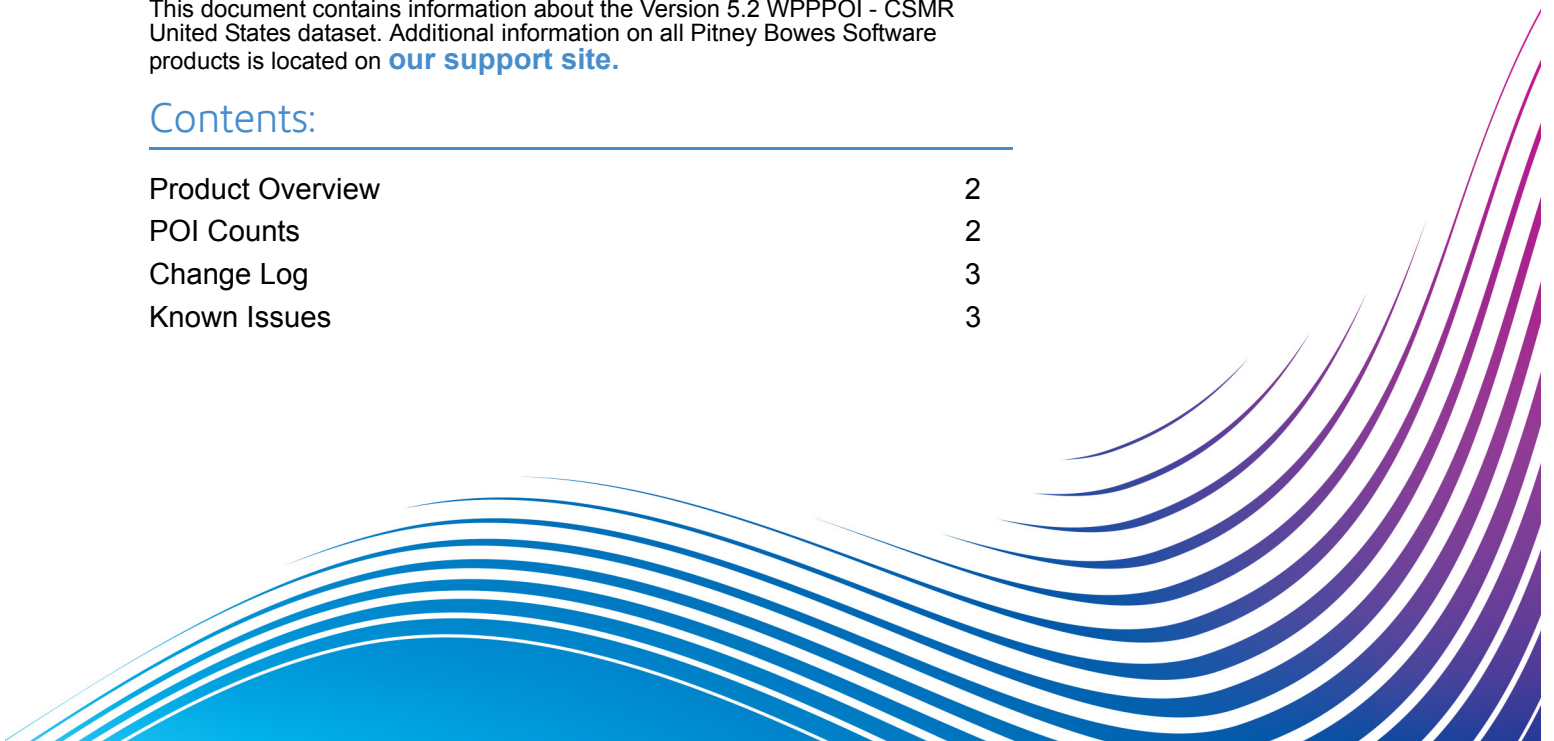 This document contains information about the Version 5.2 WPPPOI - CSMR
United States dataset. Additional information on all Pitney Bowes Software
products is located on our support site.
Contents:
Product Overview 2
POI Counts 2
Change Log 3
Known Issues 3